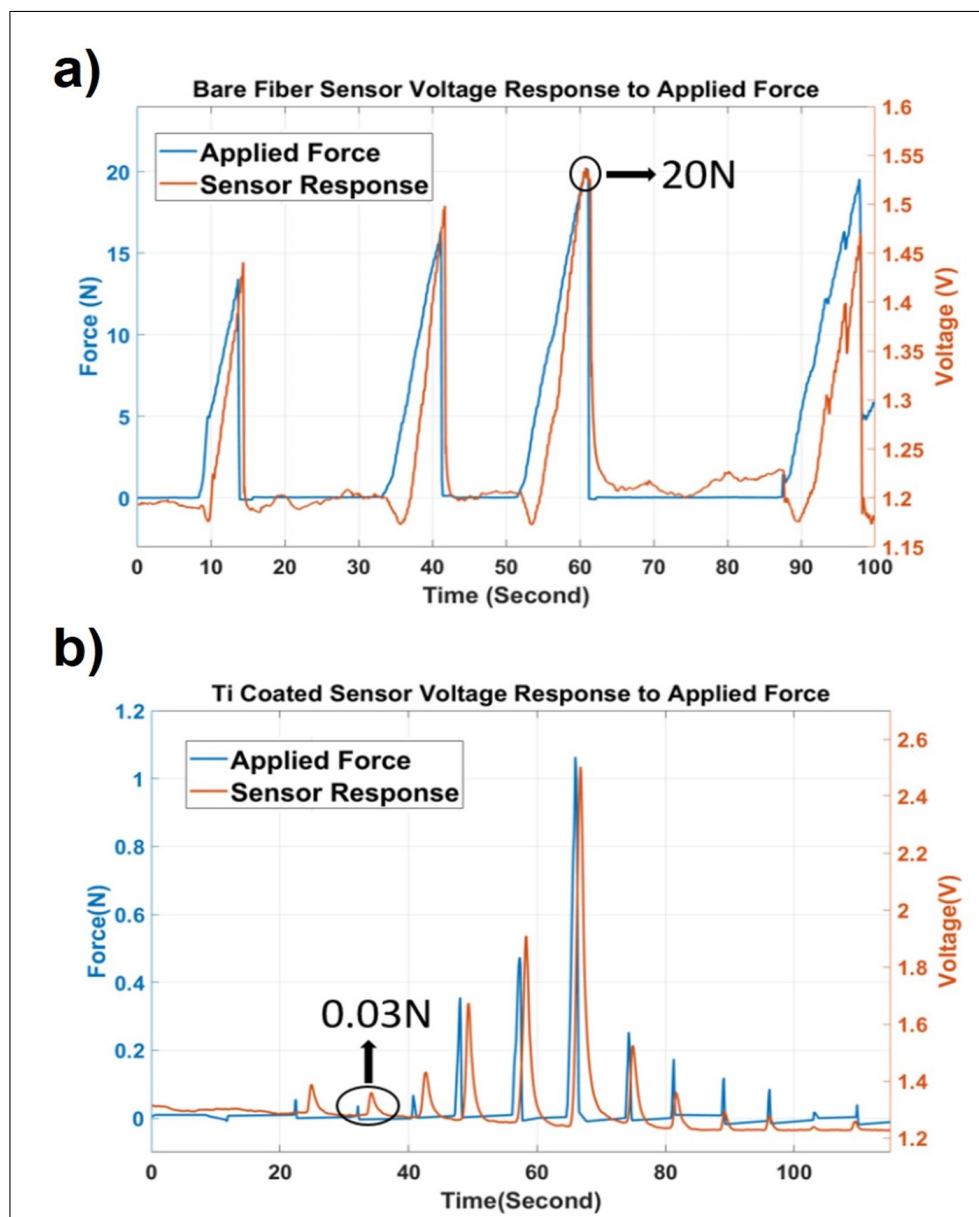 a)
Bare Fiber Sensor Voltage Response to Applied Force
Applied Force
Sensor Response
20N
Force (N)
20
15
10
5
0
1.6
1.55
1.5
1.45
1.4
1.35
1.3
1.25
1.2
1.15
Voltage (V)
0 10 20 30 40 50 60 70 80 90 100
Time (Second)
b)
Ti Coated Sensor Voltage Response to Applied Force
Applied Force
Sensor Response
0.03N
Force(N)
1.2
1
0.8
0.6
0.4
0.2
0
2.6
2.4
2.2
2
1.8
1.6
1.4
1.2
Voltage(V)
0 20 40 60 80 100
Time(Second)